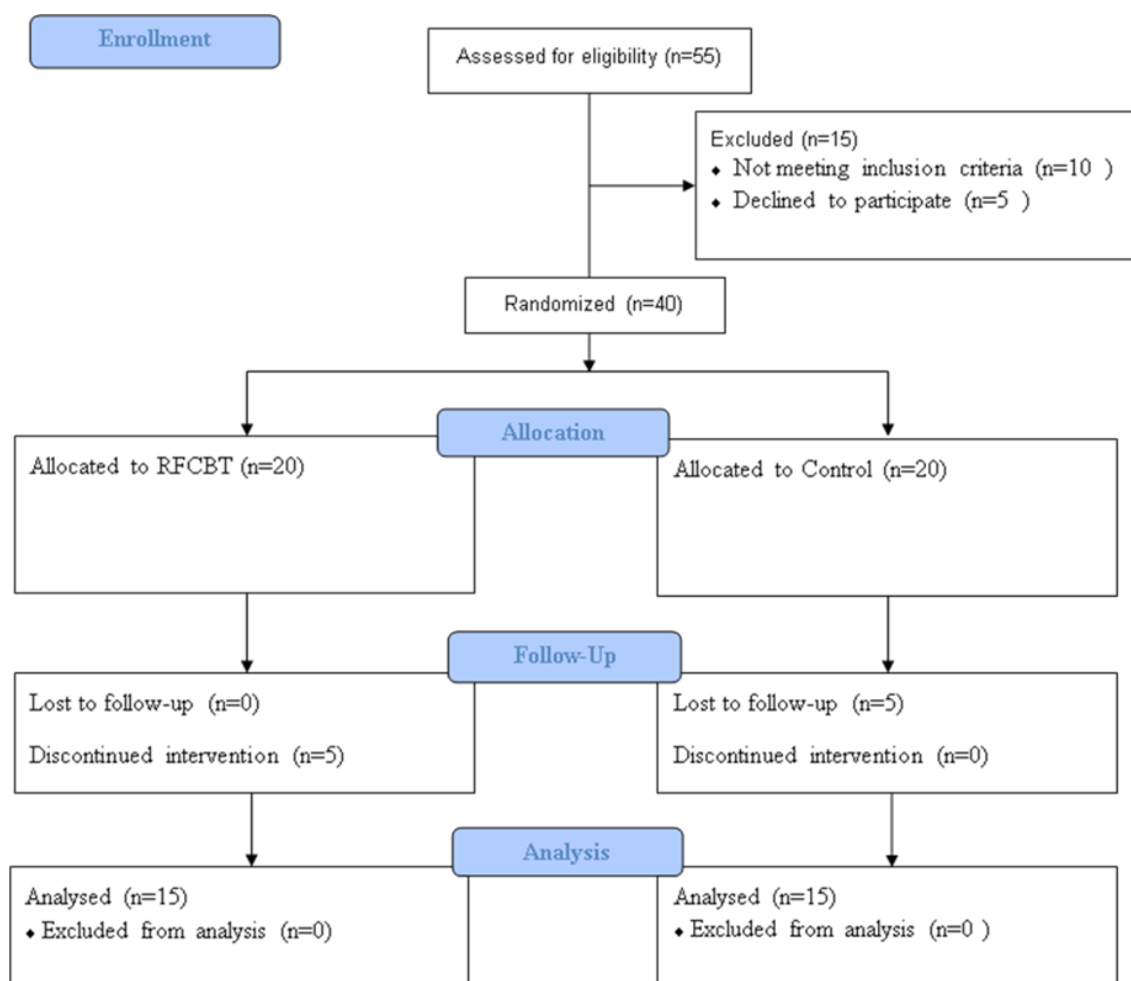 Enrollment
Assessed for eligibility (n=55)
Excluded (n=15)
⬥ Not meeting inclusion criteria (n=10 )
⬥ Declined to participate (n=5 )
Randomized (n=40)
Allocation
Allocated to RFCBT (n=20)
Allocated to Control (n=20)
Follow-Up
Lost to follow-up (n=0)
Discontinued intervention (n=5)
Lost to follow-up (n=5)
Discontinued intervention (n=0)
Analysis
Analysed (n=15)
⬥ Excluded from analysis (n=0)
Analysed (n=15)
⬥ Excluded from analysis (n=0 )